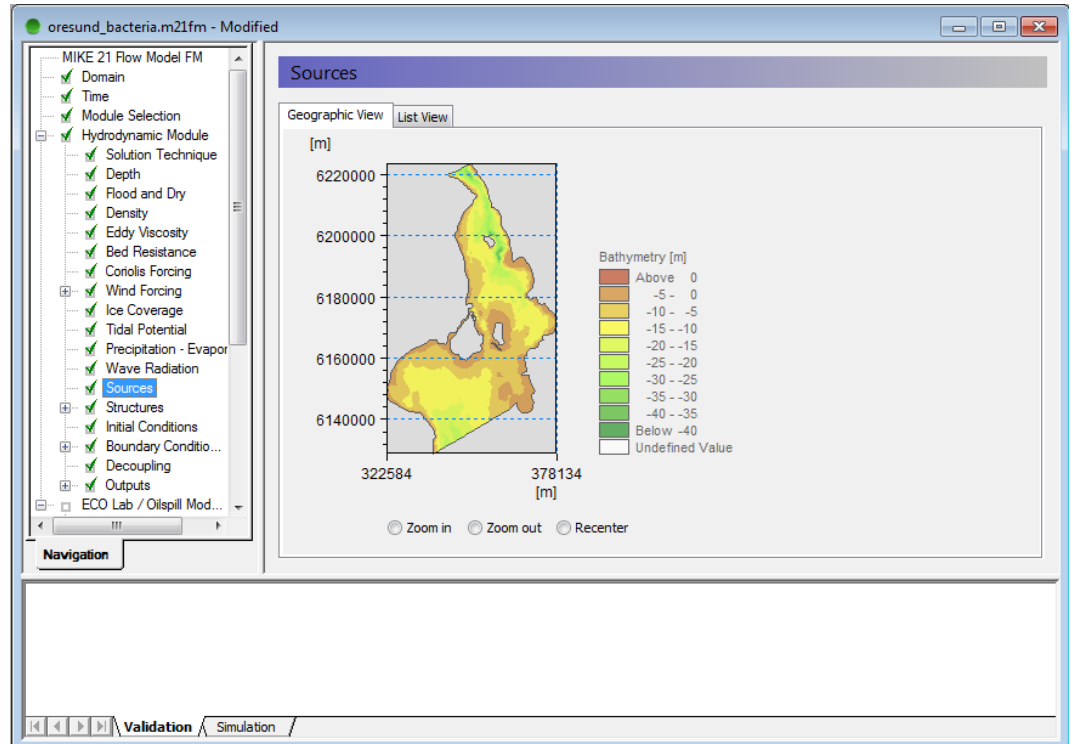 oresund_bacteria.m21fm - Modified
MIKE 21 Flow Model FM
Domain
Time
Module Selection
Hydrodynamic Module
Solution Technique
Depth
Flood and Dry
Density
Eddy Viscosity
Bed Resistance
Coriolis Forcing
Wind Forcing
Ice Coverage
Tidal Potential
Precipitation - Evapor
Wave Radiation
Sources
Structures
Initial Conditions
Boundary Conditio...
Decoupling
Outputs
ECO Lab / Oilspill Mod...
Navigation
Sources
Geographic View List View
[m]
6220000
6200000
6180000
6160000
6140000
322584 378134
[m]
Bathymetry [m]
Above 0
-5 - 0
-10 - -5
-15 - -10
-20 - -15
-25 - -20
-30 - -25
-35 - -30
-40 - -35
Below -40
Undefined Value
Zoom in Zoom out Recenter
Validation Simulation